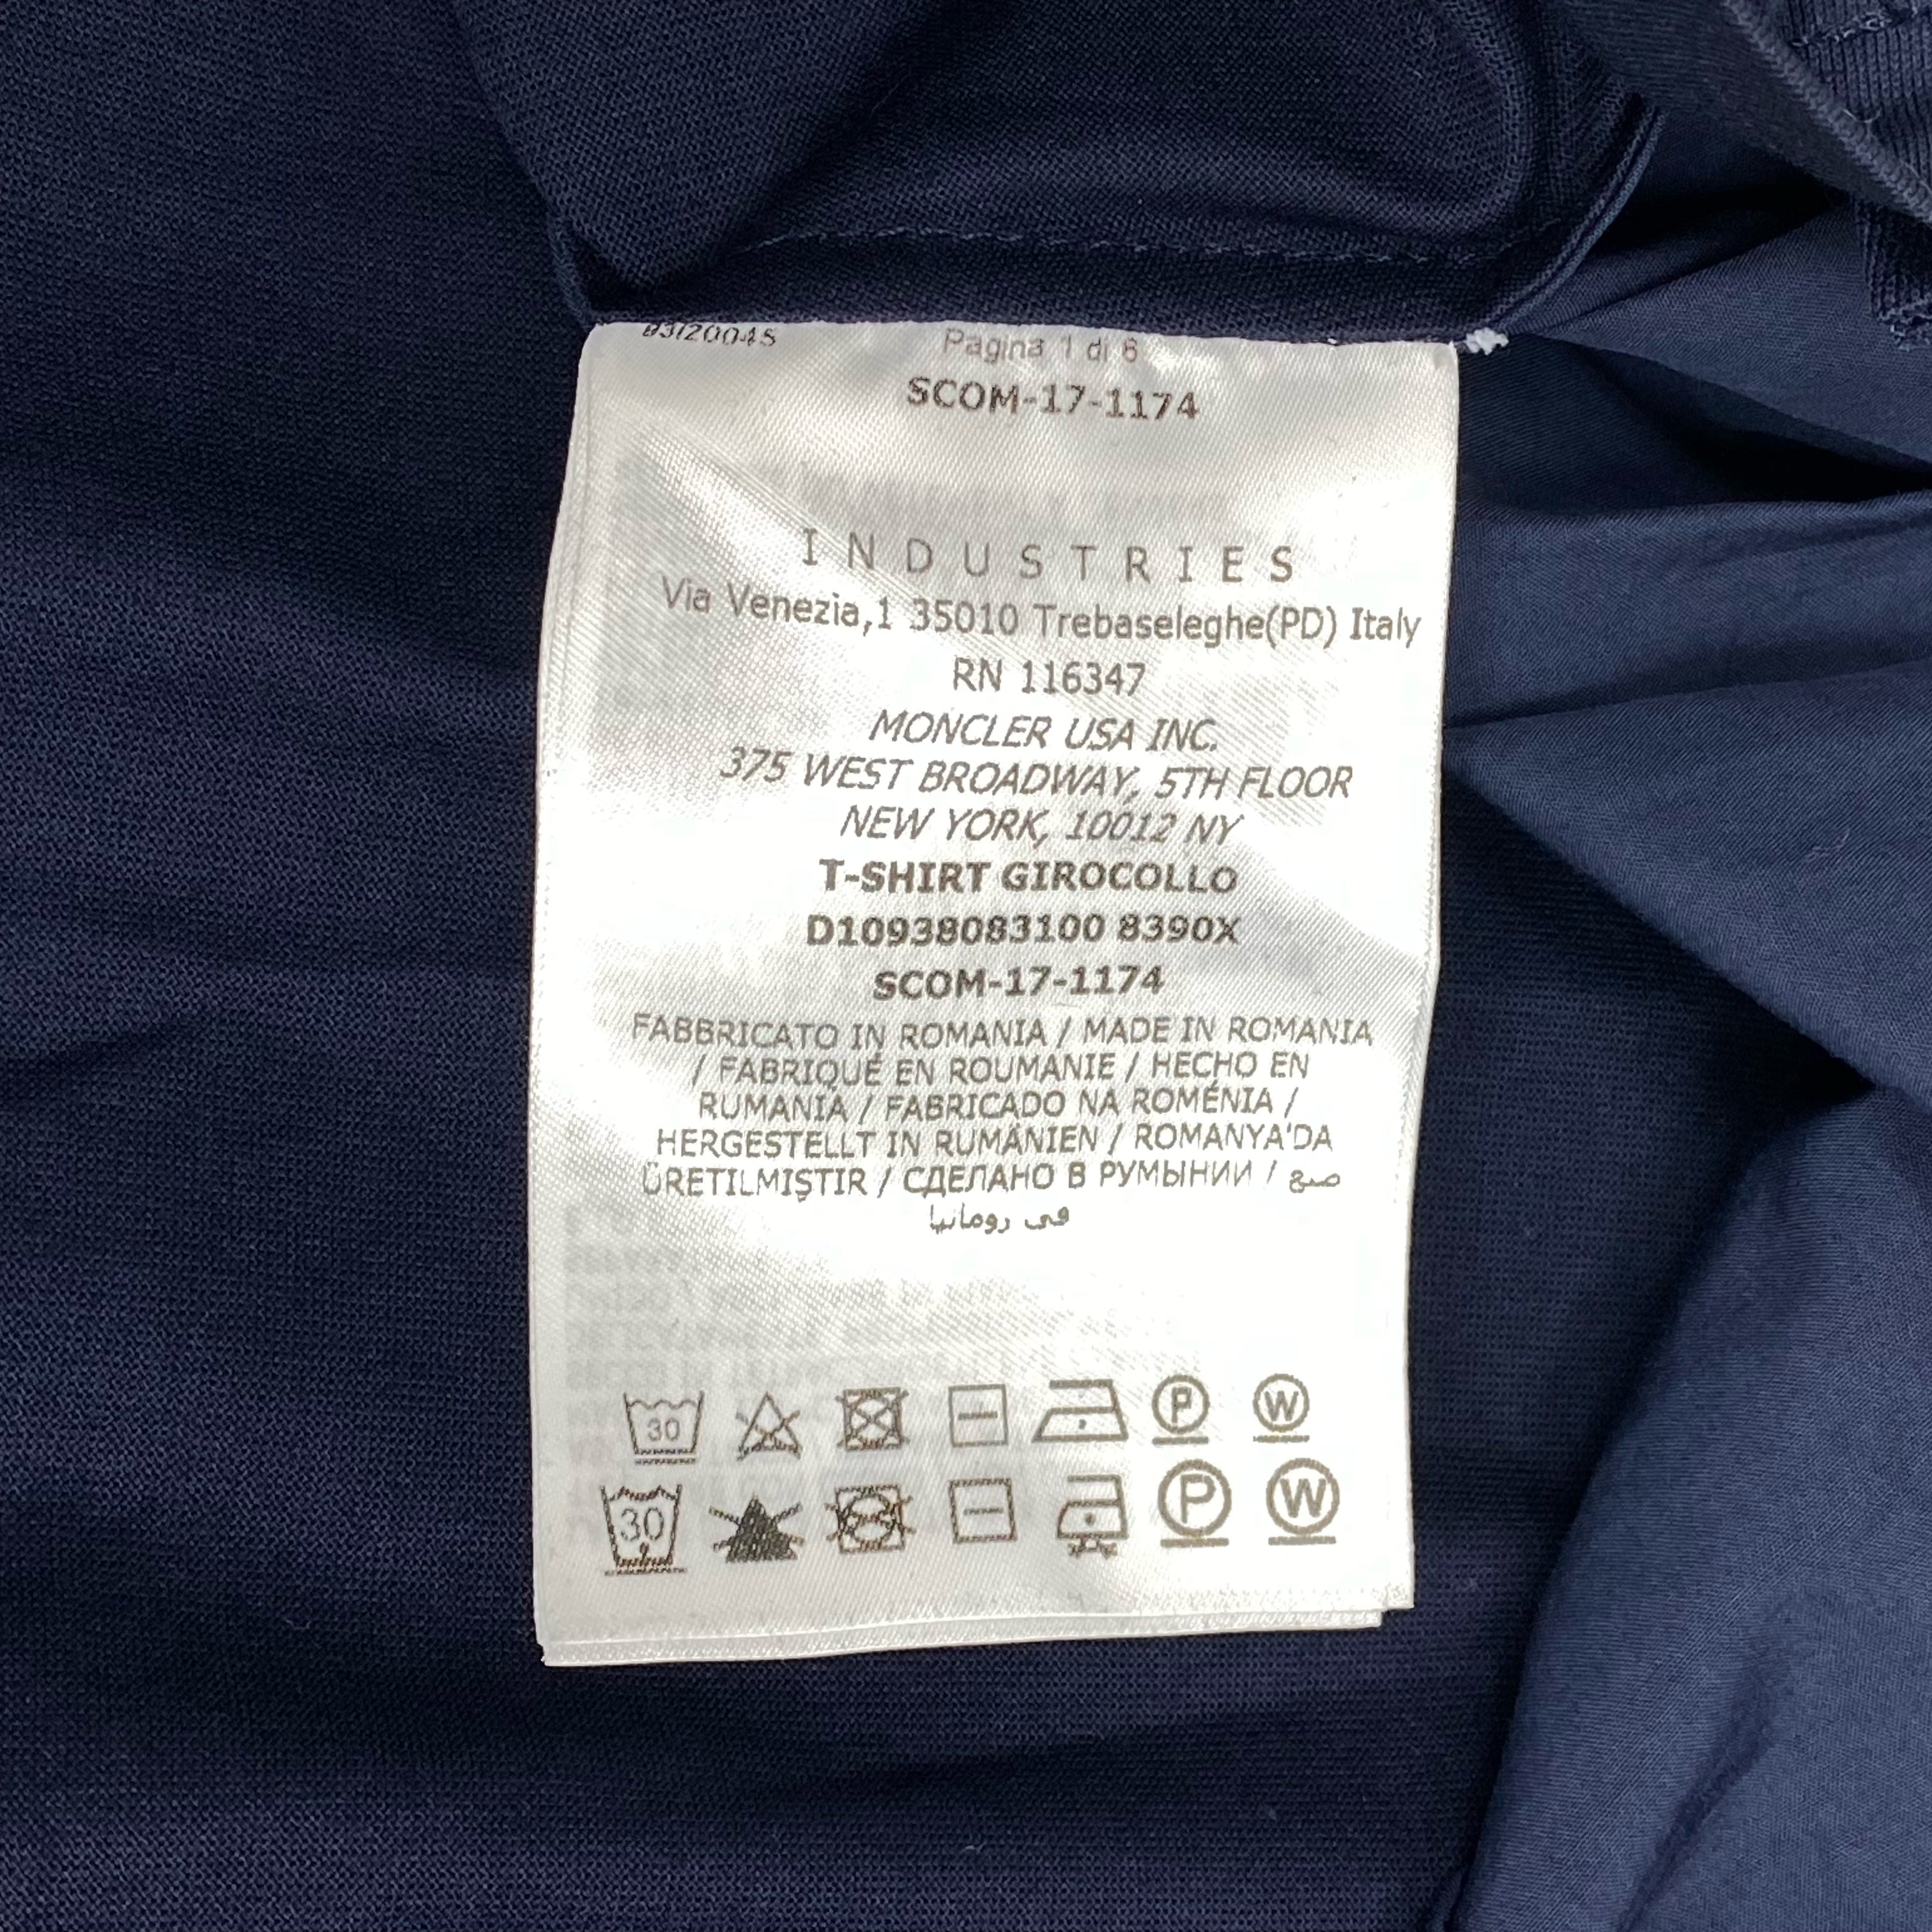 Pagina 1 di 6
SCOM-17-1174
INDUSTRIES
Via Venezia,1 35010 Trebaseleghe(PD) Italy
RN 116347
MONCLER USA INC.
375 WEST BROADWAY, 5TH FLOOR
NEW YORK, 10012 NY
T-SHIRT GIROCOLLO
D10938083100 8390X
SCOM-17-1174
FABBRICATO IN ROMANIA / MADE IN ROMANIA
/ FABRIQUÉ EN ROUMANIE / HECHO EN
RUMANIA / FABRICADO NA ROMÉNIA /
HERGESTELLT IN RUMÄNIEN / ROMANYA'DA
ÜRETILMIŞTIR / СДЕЛАНО В РУМЫНИИ / صنع
في رومانيا
30 P W
30 P W